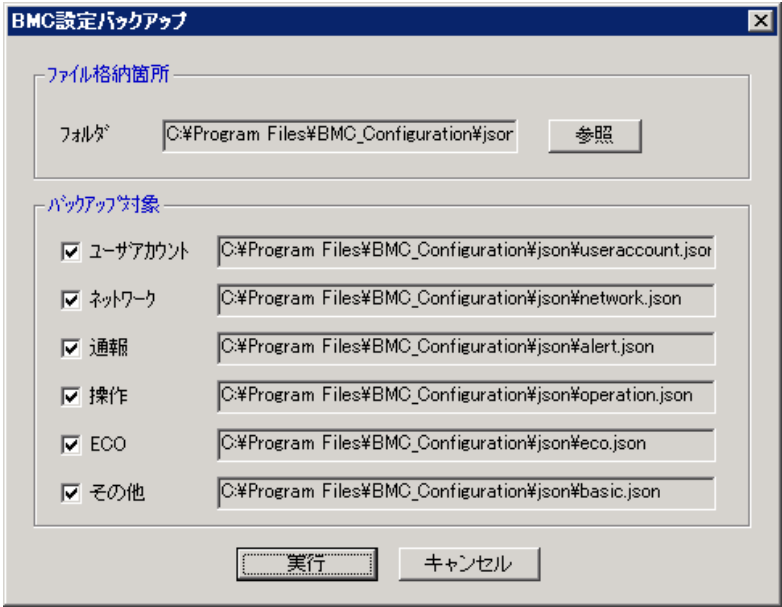 BMC設定バックアップ
ファイル格納箇所
フォルダ C:¥Program Files¥BMC_Configuration¥jsor 参照
バックアップ対象
ユーザアカウント C:¥Program Files¥BMC_Configuration¥json¥useraccount.jsor
ネットワーク C:¥Program Files¥BMC_Configuration¥json¥network.json
通報 C:¥Program Files¥BMC_Configuration¥json¥alert.json
操作 C:¥Program Files¥BMC_Configuration¥json¥operation.json
ECO C:¥Program Files¥BMC_Configuration¥json¥eco.json
その他 C:¥Program Files¥BMC_Configuration¥json¥basic.json
実行 キャンセル